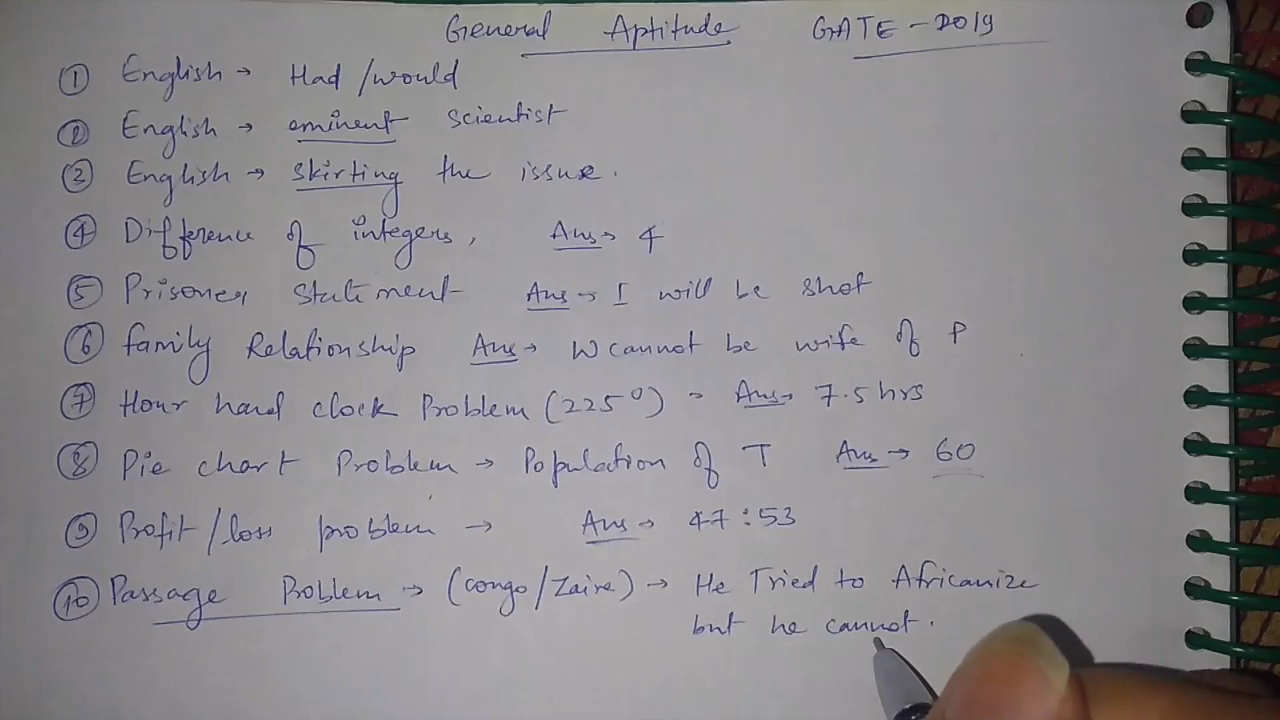 General Aptitude GATE-2019
① English → Had/would
② English → eminent scientist
② English → skirting the issue.
④ Difference of integers, Ans → 4
⑤ Prisoner Statement Ans → I will be shot
⑥ family Relationship Ans → W cannot be wife of P
⑦ Hour hand clock Problem (225°) - Ans → 7.5 hrs
⑧ Pie chart Problem → Population of T Ans → 60
⑨ Profit/loss problem → Ans → 47:53
⑩ Passage Problem → (congo/Zaire) → He Tried to Africanize
but he cannot.